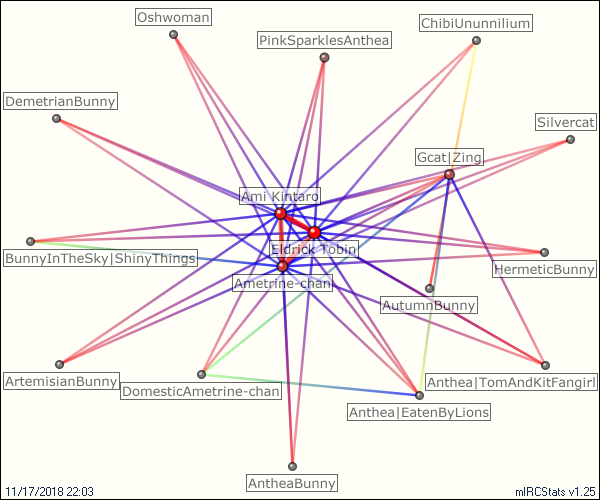 Oshwoman
ChibiUnunnilium
PinkSparklesAnthea
DemetrianBunny
Silvercat
Gcat|Zing
Ami_Kintaro
Eldrick_Tobin
BunnyInTheSky|ShinyThings
HermeticBunny
Ametrine-chan
AutumnBunny
ArtemisianBunny
Anthea|TomAndKitFangirl
DomesticAmetrine-chan
Anthea|EatenByLions
AntheaBunny
11/17/2018 22:03
mIRCStats v1.25